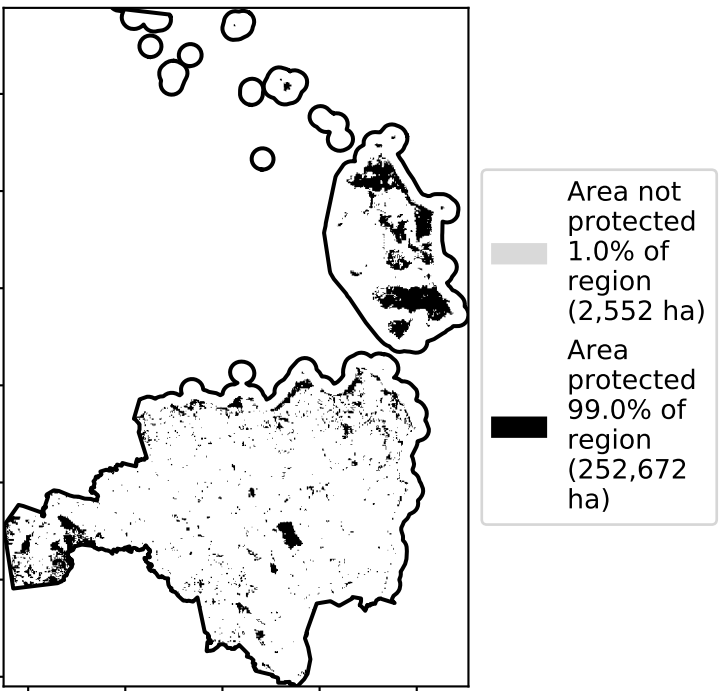 Area not
protected
1.0% of
region
(2,552 ha)
Area
protected
99.0% of
region
(252,672
ha)